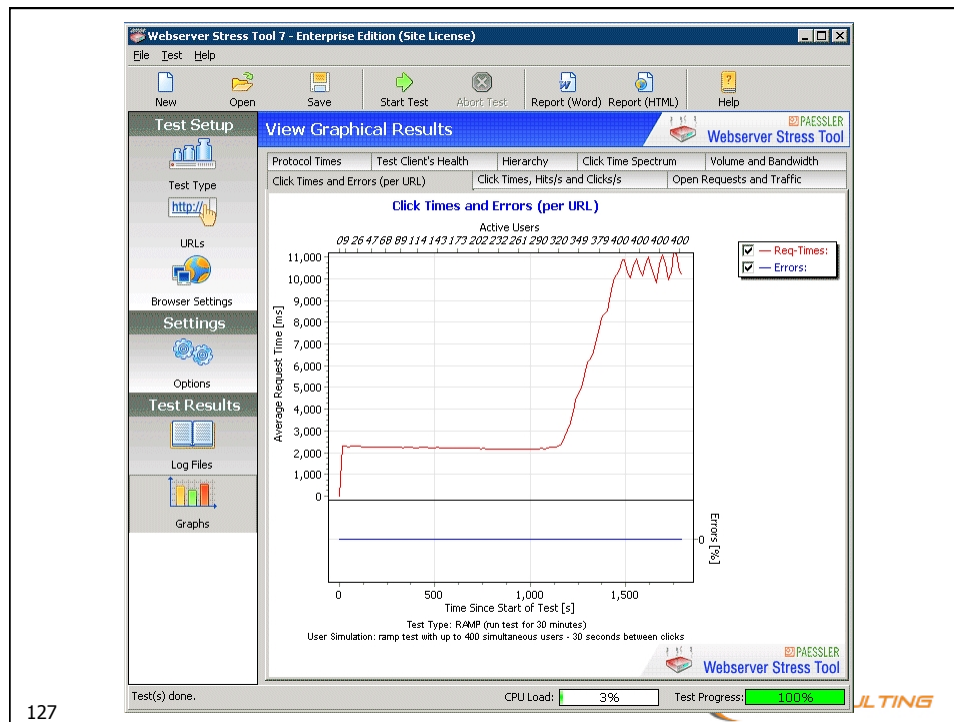 Webserver Stress Tool 7 - Enterprise Edition (Site License)
File Test Help
New Open Save Start Test Abort Test Report (Word) Report (HTML) Help
Test Setup
Test Type
http://
URLs
Browser Settings
Settings
Options
Test Results
Log Files
Graphs
View Graphical Results
PAESSLER
Webserver Stress Tool
Protocol Times Test Client's Health Hierarchy Click Time Spectrum Volume and Bandwidth
Click Times and Errors (per URL) Click Times, Hits/s and Clicks/s Open Requests and Traffic
Click Times and Errors (per URL)
Active Users
09 26 47 68 89 114 143 173 202 232 261 290 320 349 379 400 400 400 400
11,000
10,000
9,000
8,000
7,000
6,000
5,000
4,000
3,000
2,000
1,000
0
Average Request Time [ms]
Req-Times:
Errors:
0
Errors [%]
0 500 1,000 1,500
Time Since Start of Test [s]
Test Type: RAMP (run test for 30 minutes)
User Simulation: ramp test with up to 400 simultaneous users - 30 seconds between clicks
PAESSLER
Webserver Stress Tool
Test(s) done. CPU Load: 3% Test Progress: 100%
127
ULTING